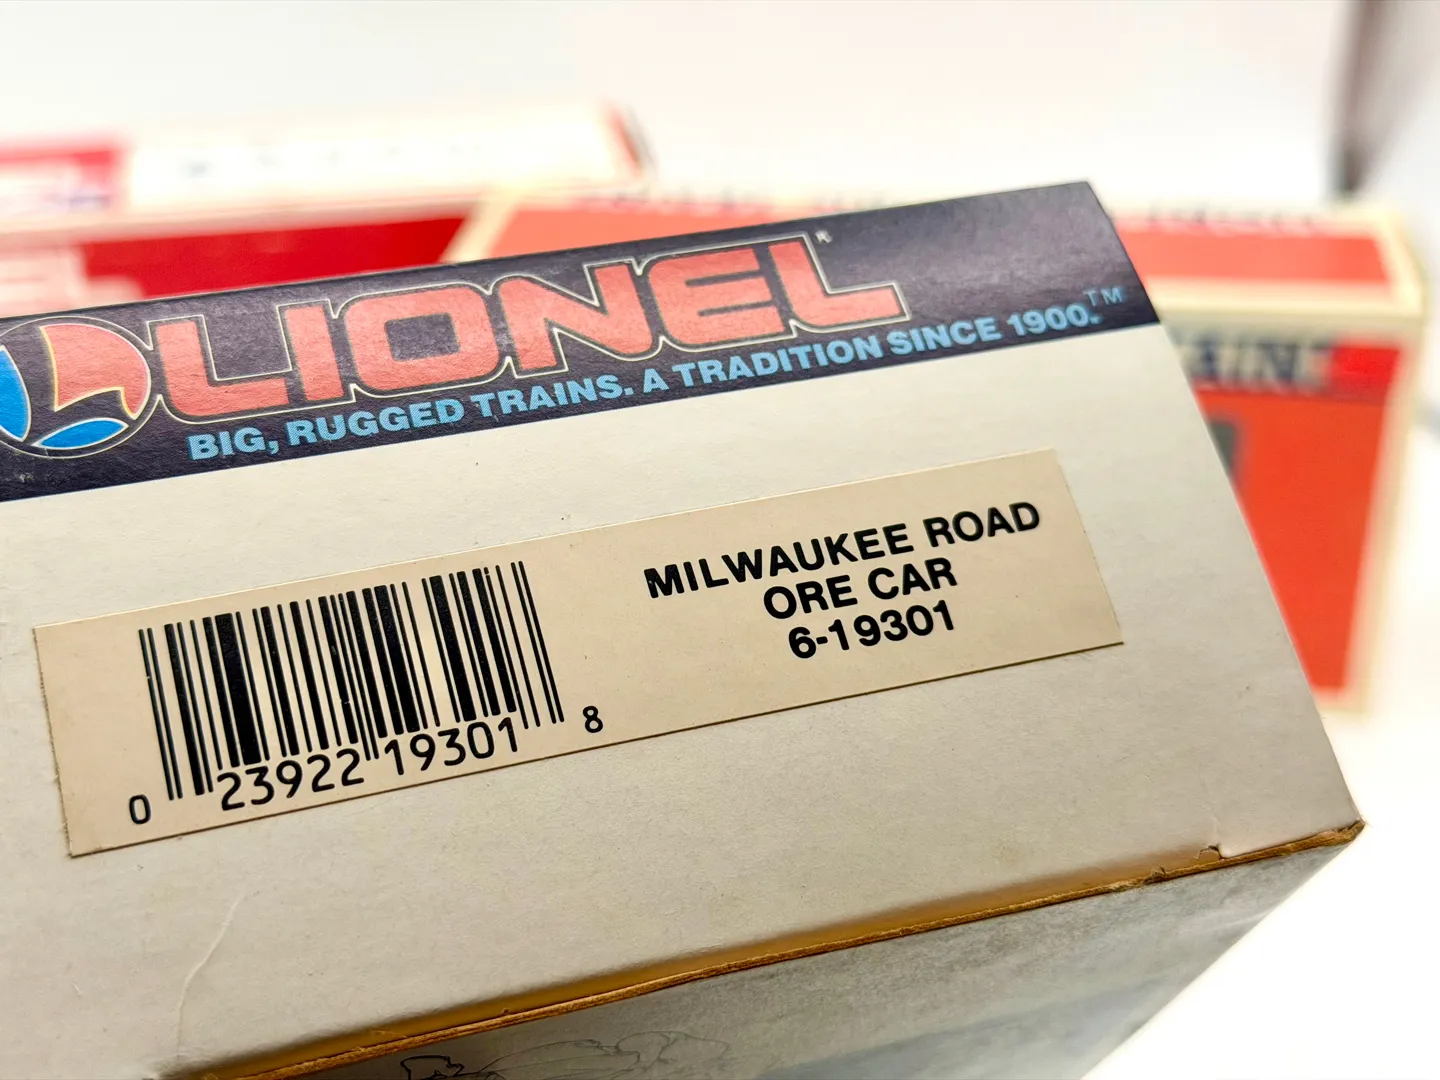 LIONEL®
BIG, RUGGED TRAINS. A TRADITION SINCE 1900.™
MILWAUKEE ROAD
ORE CAR
6-19301
0 23922 19301 8